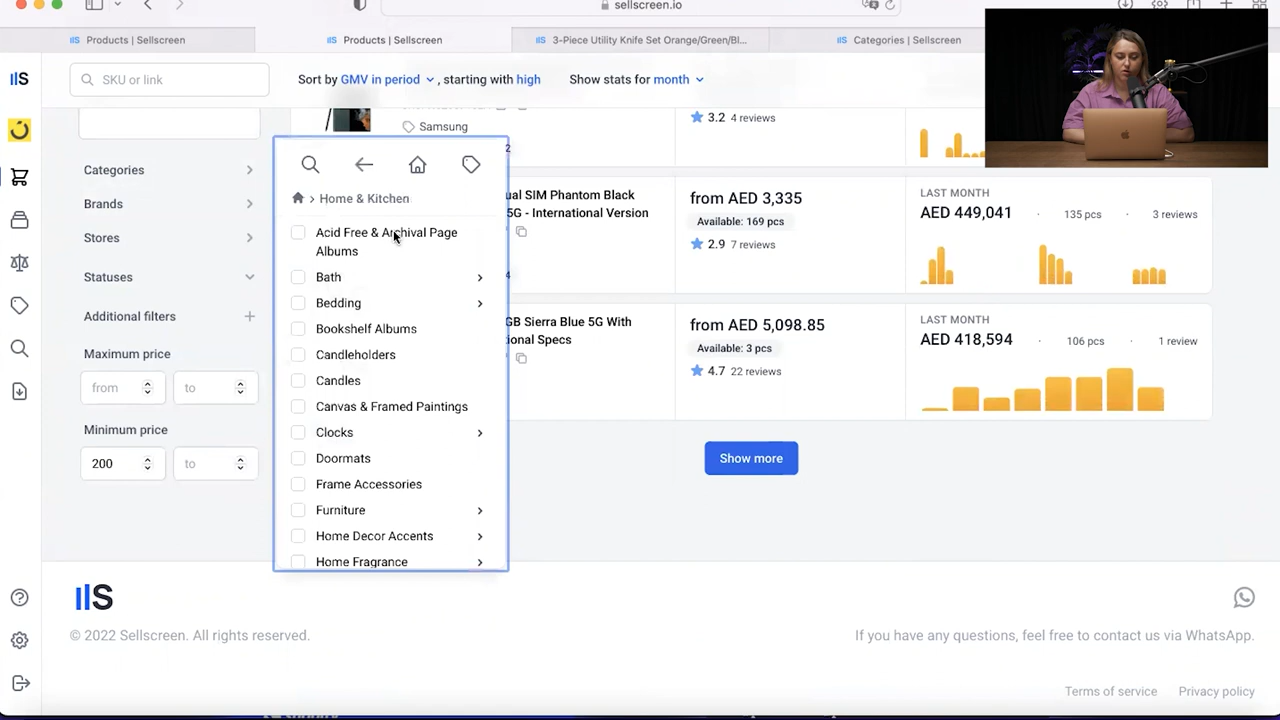 sellscreen.io
Products | Sellscreen
Products | Sellscreen
3-Piece Utility Knife Set Orange/Green/Bl...
Categories | Sellscreen
IIS
SKU or link
Sort by GMV in period , starting with high
Show stats for month
Samsung
2
3.2 4 reviews
Categories
Brands
Stores
Statuses
Additional filters
Maximum price
from
to
Minimum price
200
to
Home & Kitchen
Acid Free & Archival Page
Albums
Bath
Bedding
Bookshelf Albums
Candleholders
Candles
Canvas & Framed Paintings
Clocks
Doormats
Frame Accessories
Furniture
Home Decor Accents
Home Fragrance
ual SIM Phantom Black
5G - International Version
4
from AED 3,335
Available: 169 pcs
2.9 7 reviews
LAST MONTH
AED 449,041 · 135 pcs · 3 reviews
GB Sierra Blue 5G With
ional Specs
from AED 5,098.85
Available: 3 pcs
4.7 22 reviews
LAST MONTH
AED 418,594 · 106 pcs · 1 review
Show more
IIS
© 2022 Sellscreen. All rights reserved.
If you have any questions, feel free to contact us via WhatsApp.
Terms of service
Privacy policy